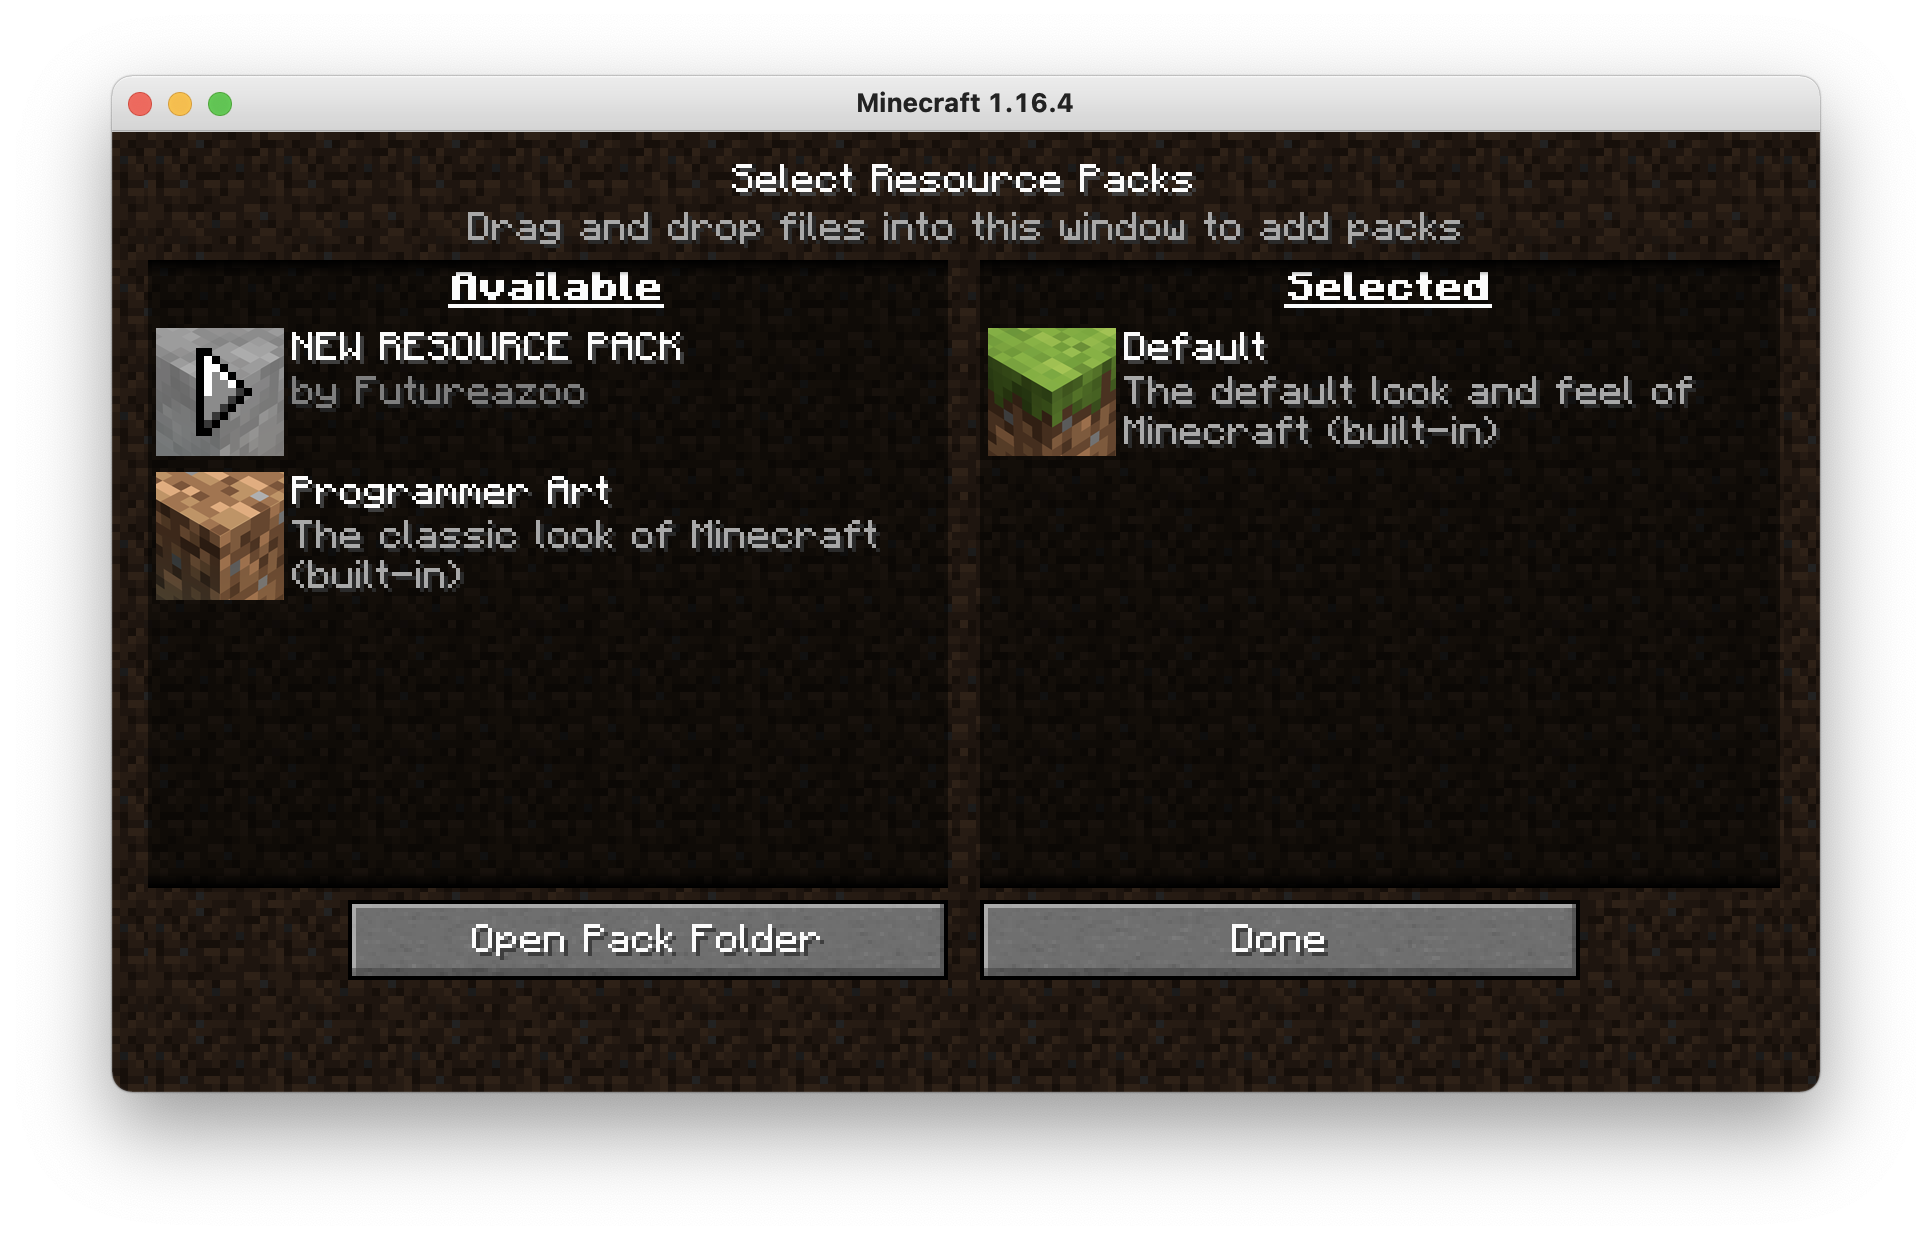 Minecraft 1.16.4
Select Resource Packs
Drag and drop files into this window to add packs
Available
NEW RESOURCE PACK
by Futureazoo
Programmer Art
The classic look of Minecraft
(built-in)
Selected
Default
The default look and feel of
Minecraft (built-in)
Open Pack Folder
Done